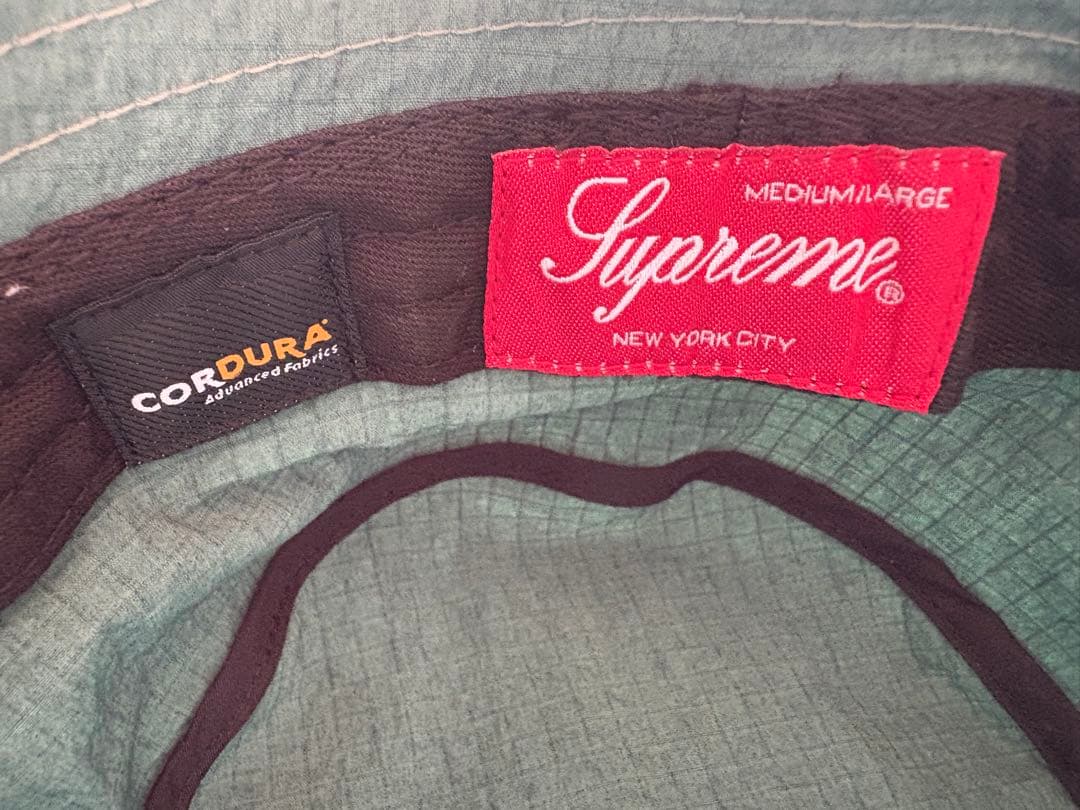 MEDIUM/LARGE
Supreme®
NEW YORK CITY
CORDURA®
Advanced Fabrics